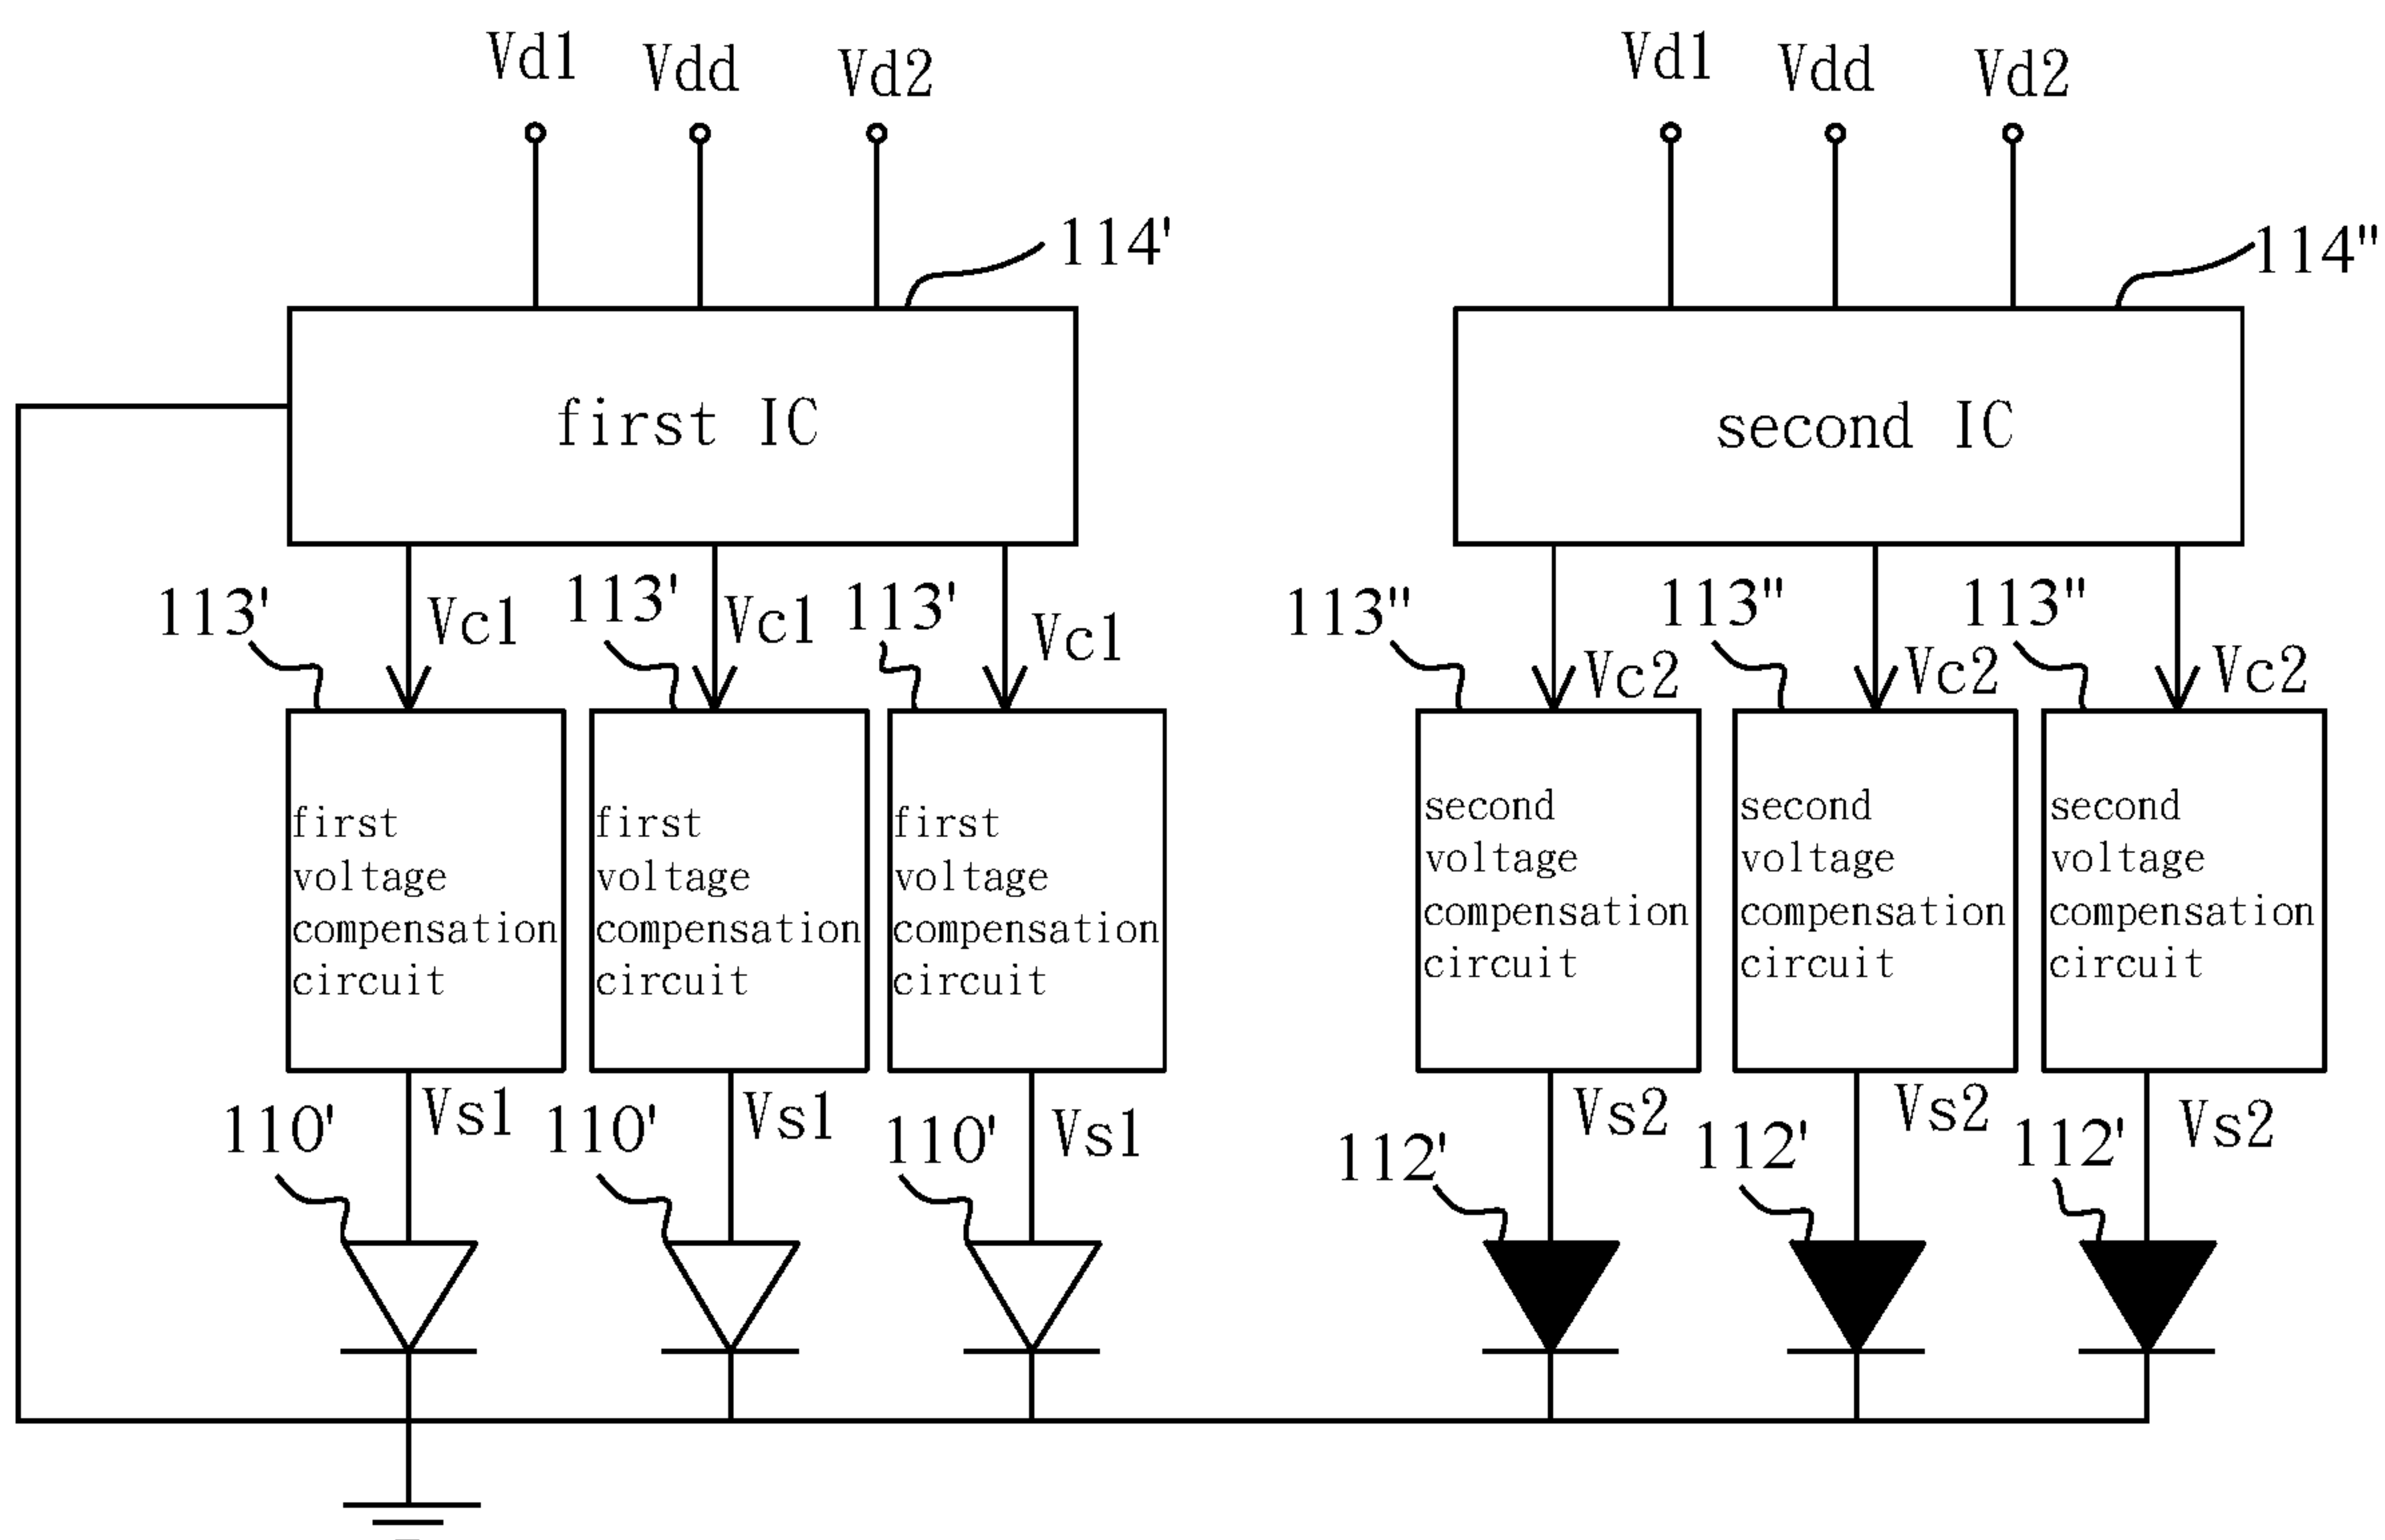 Vd1 Vdd Vd2
Vd1 Vdd Vd2
114'
114"
first IC
second IC
113' Vc1 113' Vc1 113' Vc1
113" Vc2 113" Vc2 113" Vc2
first
voltage
compensation
circuit
first
voltage
compensation
circuit
first
voltage
compensation
circuit
second
voltage
compensation
circuit
second
voltage
compensation
circuit
second
voltage
compensation
circuit
110' Vs1 110' Vs1 110' Vs1
112' Vs2 112' Vs2 112' Vs2